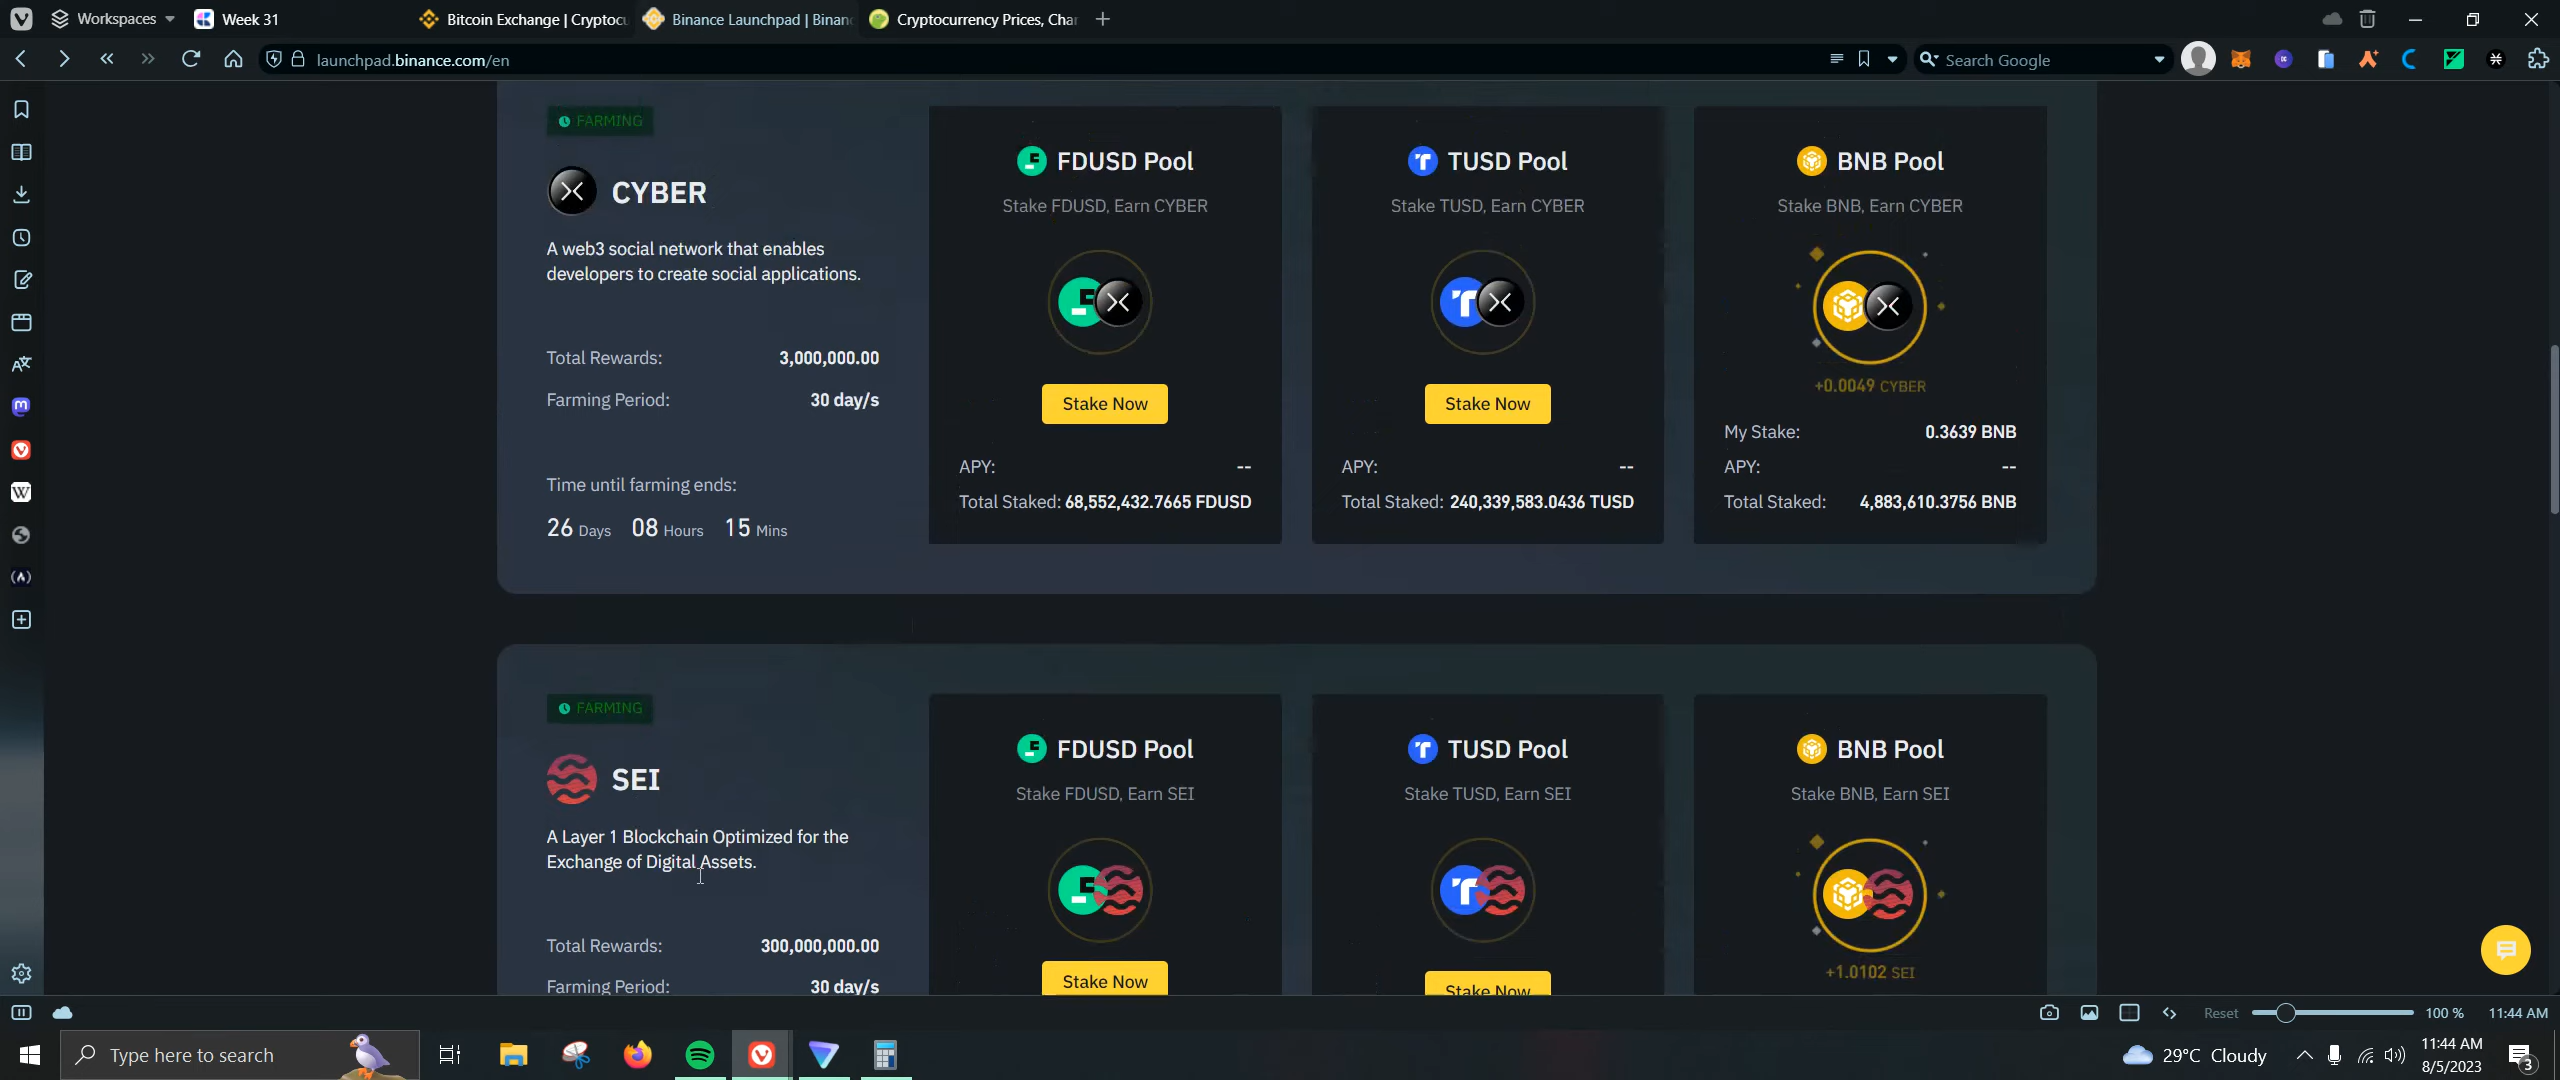 Workspaces
Week 31
Bitcoin Exchange | Cryptocu
Binance Launchpad | Binan
Cryptocurrency Prices, Cha
launchpad.binance.com/en
Search Google
FARMING
CYBER
A web3 social network that enables
developers to create social applications.
Total Rewards: 3,000,000.00
Farming Period: 30 day/s
Time until farming ends:
26 Days 08 Hours 15 Mins
FDUSD Pool
Stake FDUSD, Earn CYBER
Stake Now
APY: --
Total Staked: 68,552,432.7665 FDUSD
TUSD Pool
Stake TUSD, Earn CYBER
Stake Now
APY: --
Total Staked: 240,339,583.0436 TUSD
BNB Pool
Stake BNB, Earn CYBER
+0.0049 CYBER
My Stake: 0.3639 BNB
APY: --
Total Staked: 4,883,610.3756 BNB
FARMING
SEI
A Layer 1 Blockchain Optimized for the
Exchange of Digital Assets.
Total Rewards: 300,000,000.00
Farming Period: 30 day/s
FDUSD Pool
Stake FDUSD, Earn SEI
Stake Now
TUSD Pool
Stake TUSD, Earn SEI
Stake Now
BNB Pool
Stake BNB, Earn SEI
+1.0102 SEI
Reset
100 %
11:44 AM
Type here to search
29°C Cloudy
11:44 AM
8/5/2023
3